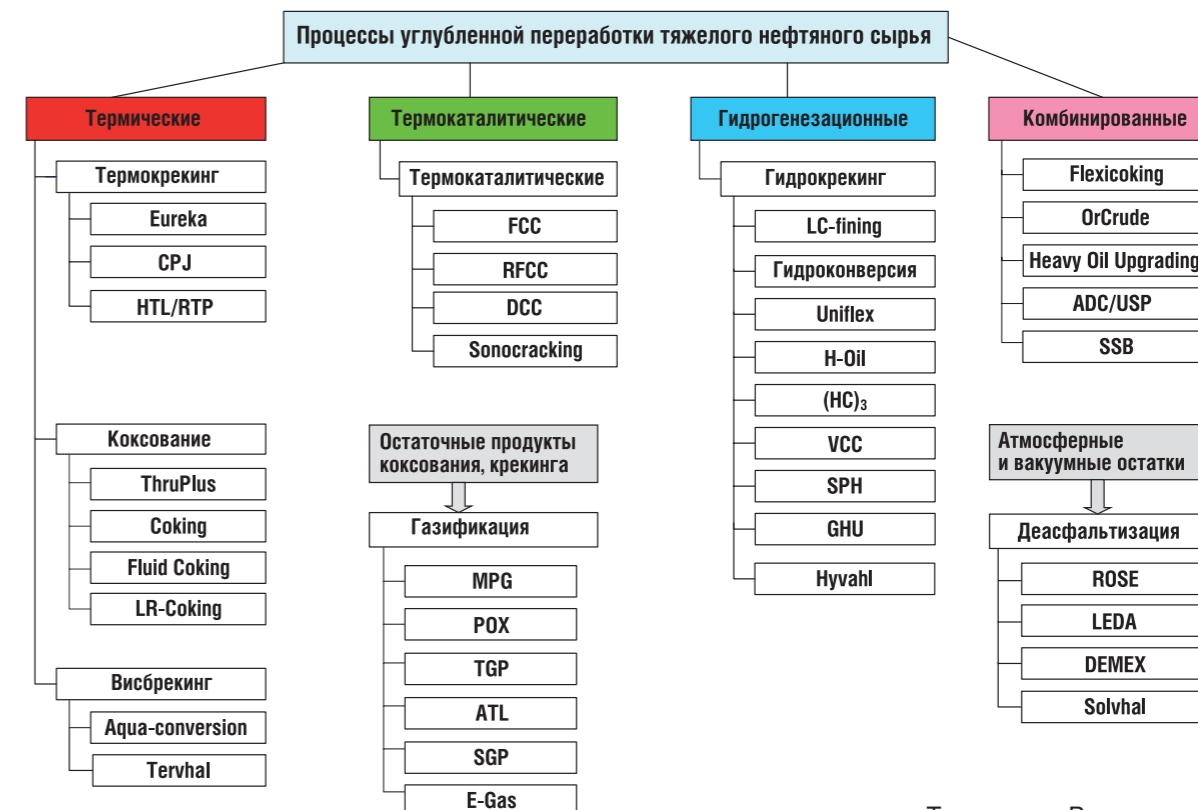 Процессы углубленной переработки тяжелого нефтяного сырья
Термические
Термокрекинг
Eureka
CPJ
HTL/RTP
Коксование
ThruPlus
Coking
Fluid Coking
LR-Coking
Висбрекинг
Aqua-conversion
Tervhal
Термокаталитические
Термокаталитические
FCC
RFCC
DCC
Sonocracking
Остаточные продукты
коксования, крекинга
Газификация
MPG
POX
TGP
ATL
SGP
E-Gas
Гидрогенезационные
Гидрокрекинг
LC-fining
Гидроконверсия
Uniflex
H-Oil
(HC)₃
VCC
SPH
GHU
Hyvahl
Комбинированные
Flexicoking
OrCrude
Heavy Oil Upgrading
ADC/USP
SSB
Атмосферные
и вакуумные остатки
Деасфальтизация
ROSE
LEDA
DEMEX
Solvhal